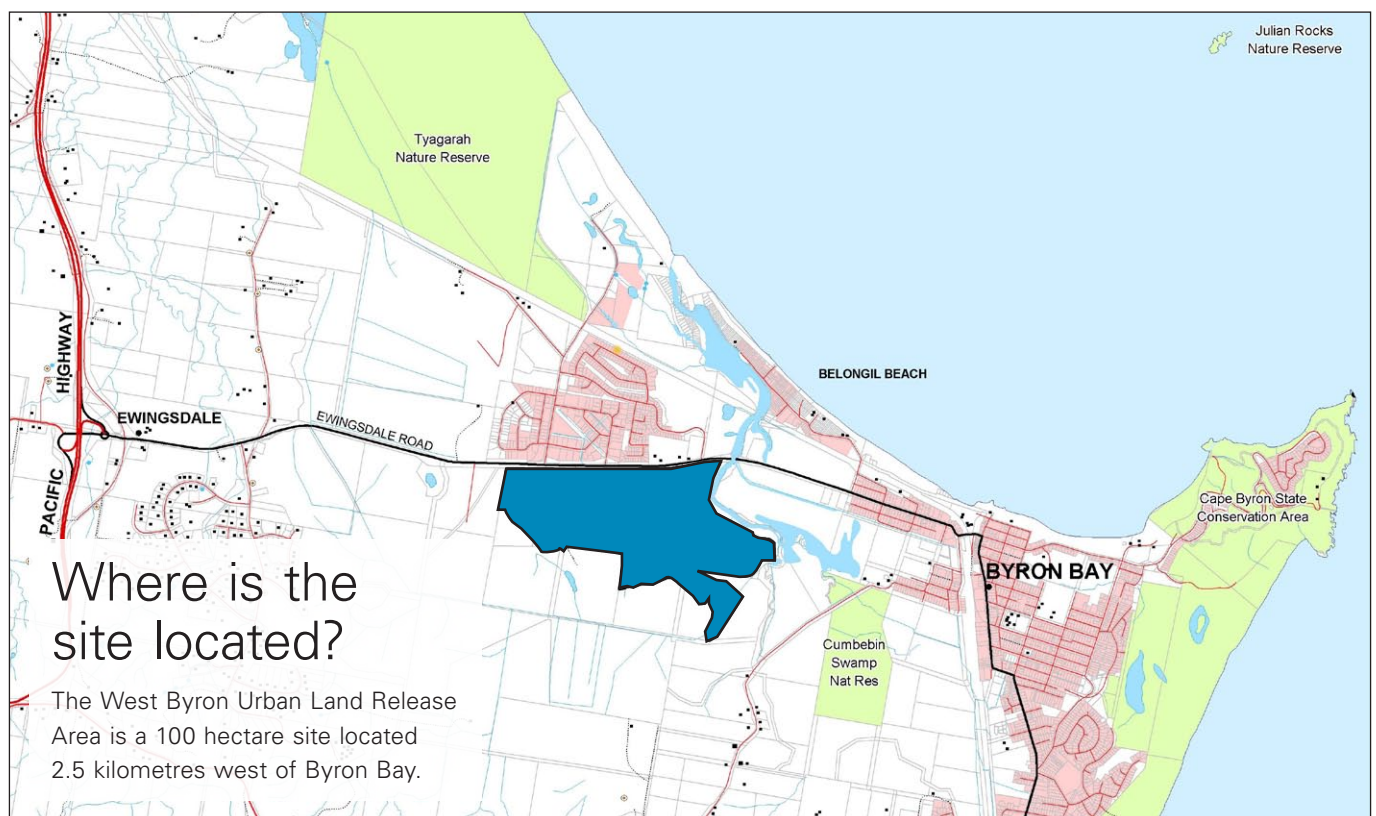 Julian Rocks
Nature Reserve
Tyagarah
Nature Reserve
HIGHWAY
BELONGIL BEACH
EWINGSDALE
EWINGSDALE ROAD
PACIFIC
Cape Byron State
Conservation Area
BYRON BAY
Cumbebin
Swamp
Nat Res
Where is the
site located?
The West Byron Urban Land Release
Area is a 100 hectare site located
2.5 kilometres west of Byron Bay.